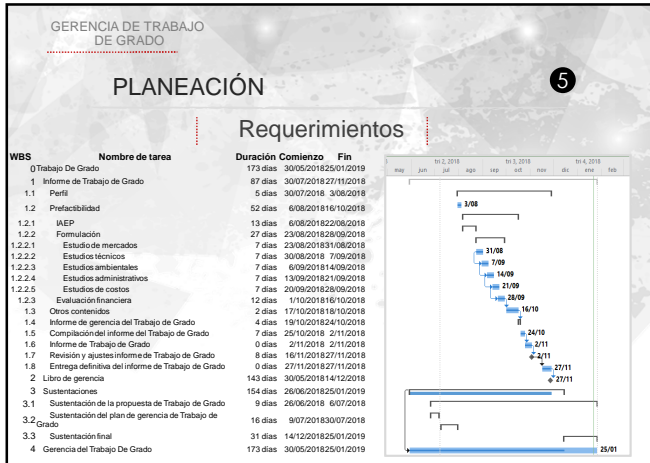 GERENCIA DE TRABAJO
DE GRADO
PLANEACIÓN
5
Requerimientos
WBS Nombre de tarea Duración Comienzo Fin
0 Trabajo De Grado 173 días 30/05/2018 25/01/2019
1 Informe de Trabajo de Grado 87 días 30/07/2018 27/11/2018
1.1 Perfil 5 días 30/07/2018 3/08/2018
1.2 Prefactibilidad 52 días 6/08/2018 16/10/2018
1.2.1 IAEP 13 días 6/08/2018 22/08/2018
1.2.2 Formulación 27 días 23/08/2018 28/09/2018
1.2.2.1 Estudio de mercados 7 días 23/08/2018 31/08/2018
1.2.2.2 Estudios técnicos 7 días 30/08/2018 7/09/2018
1.2.2.3 Estudios ambientales 7 días 6/09/2018 14/09/2018
1.2.2.4 Estudios administrativos 7 días 13/09/2018 21/09/2018
1.2.2.5 Estudios de costos 7 días 20/09/2018 28/09/2018
1.2.3 Evaluación financiera 12 días 1/10/2018 16/10/2018
1.3 Otros contenidos 2 días 17/10/2018 18/10/2018
1.4 Informe de gerencia del Trabajo de Grado 4 días 19/10/2018 24/10/2018
1.5 Compilación del informe del Trabajo de Grado 7 días 25/10/2018 2/11/2018
1.6 Informe de Trabajo de Grado 0 días 2/11/2018 2/11/2018
1.7 Revisión y ajustes informe de Trabajo de Grado 8 días 16/11/2018 27/11/2018
1.8 Entrega definitiva del informe de Trabajo de Grado 0 días 27/11/2018 27/11/2018
2 Libro de gerencia 143 días 30/05/2018 14/12/2018
3 Sustentaciones 154 días 26/06/2018 25/01/2019
3.1 Sustentación de la propuesta de Trabajo de Grado 9 días 26/06/2018 6/07/2018
3.2 Sustentación del plan de gerencia de Trabajo de
Grado 16 días 9/07/2018 30/07/2018
3.3 Sustentación final 31 días 14/12/2018 25/01/2019
4 Gerencia del Trabajo De Grado 173 días 30/05/2018 25/01/2019
tri 2, 2018 tri 3, 2018 tri 4, 2018
may jun jul ago sep oct nov dic ene feb
3/08
31/08
7/09
14/09
21/09
28/09
16/10
24/10
2/11
2/11
27/11
27/11
25/01